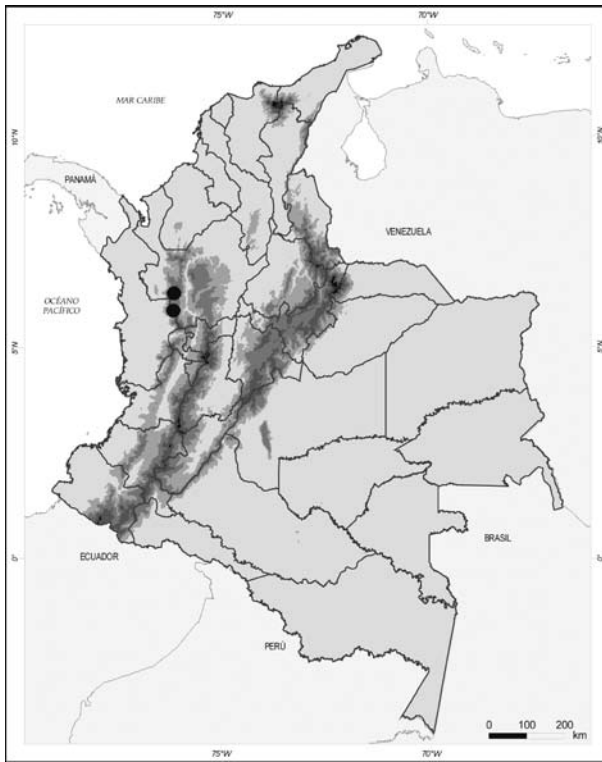 75°W 70°W
MAR CARIBE
10°N 10°N
PANAMÁ
VENEZUELA
OCÉANO
PACÍFICO
5°N 5°N
BRASIL
ECUADOR
0° 0°
PERÚ
0 100 200
km
75°W 70°W